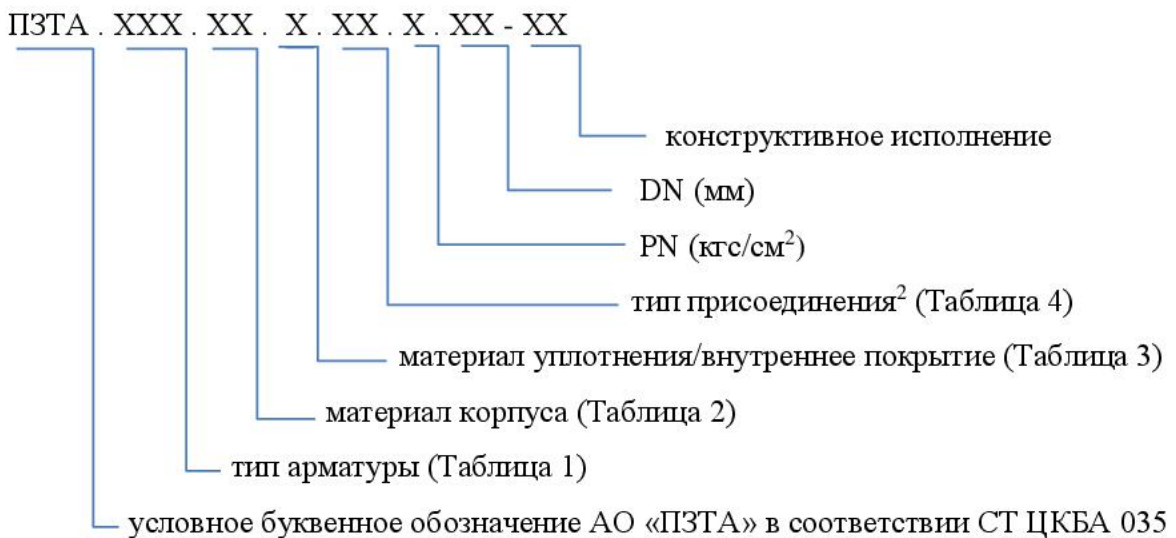 ПЗТА . ХХХ . ХХ . Х . ХХ . Х . ХХ - ХХ
конструктивное исполнение
DN (мм)
PN (кгс/см²)
тип присоединения² (Таблица 4)
материал уплотнения/внутреннее покрытие (Таблица 3)
материал корпуса (Таблица 2)
тип арматуры (Таблица 1)
условное буквенное обозначение АО «ПЗТА» в соответствии СТ ЦКБА 035